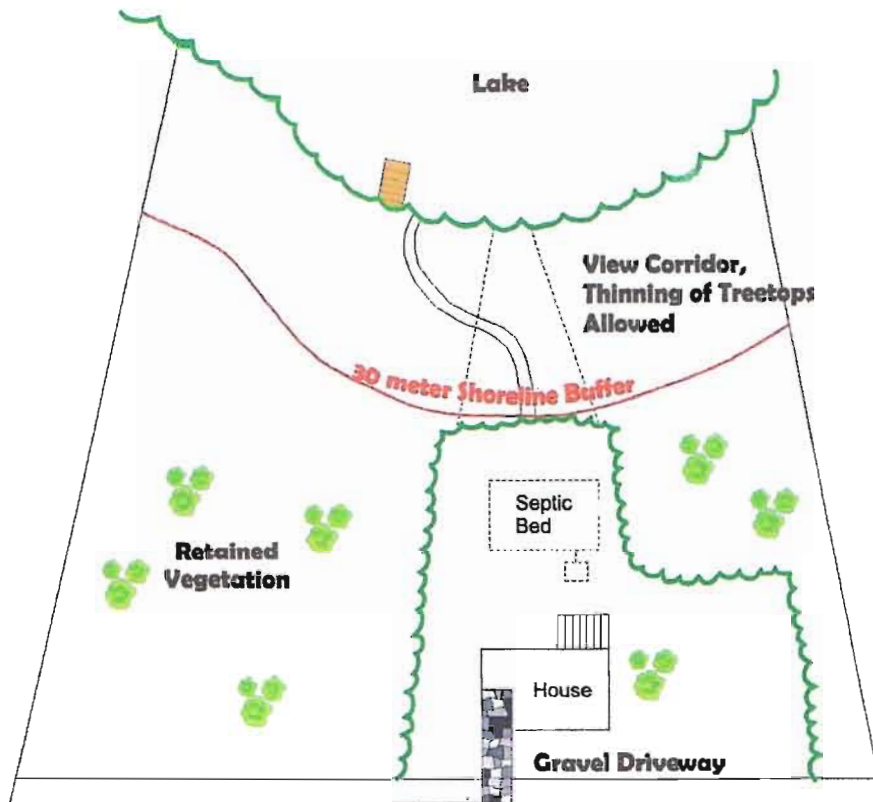 Lake
View Corridor,
Thinning of Treetops
Allowed
30 meter Shoreline Buffer
Septic
Bed
Retained
Vegetation
House
Gravel Driveway